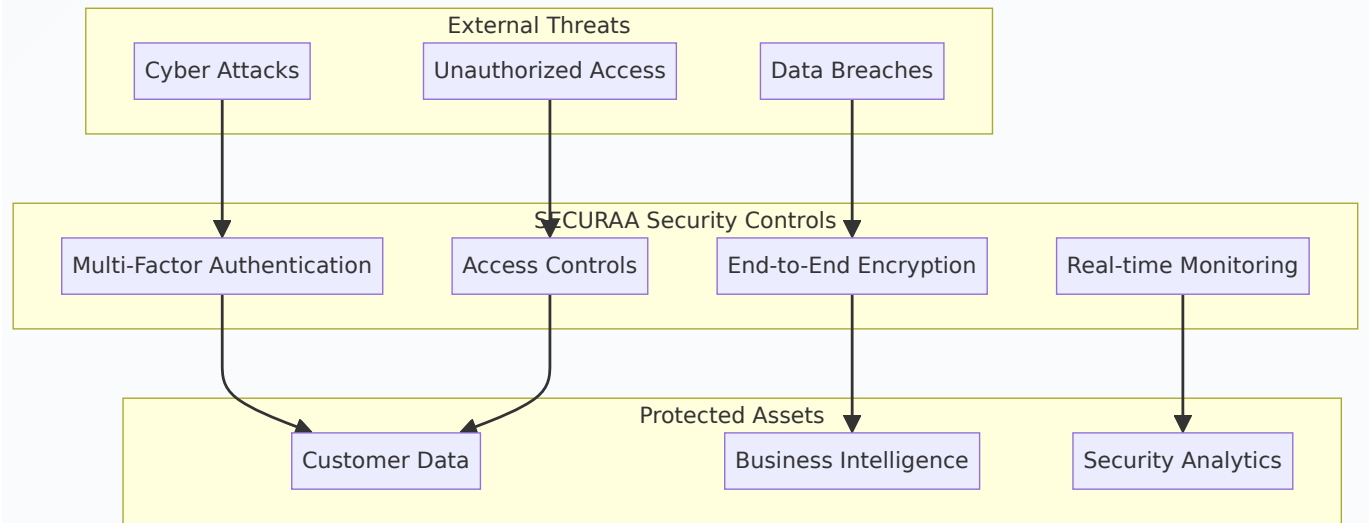 External Threats
Cyber Attacks
Unauthorized Access
Data Breaches
SECURAA Security Controls
Multi-Factor Authentication
Access Controls
End-to-End Encryption
Real-time Monitoring
Protected Assets
Customer Data
Business Intelligence
Security Analytics